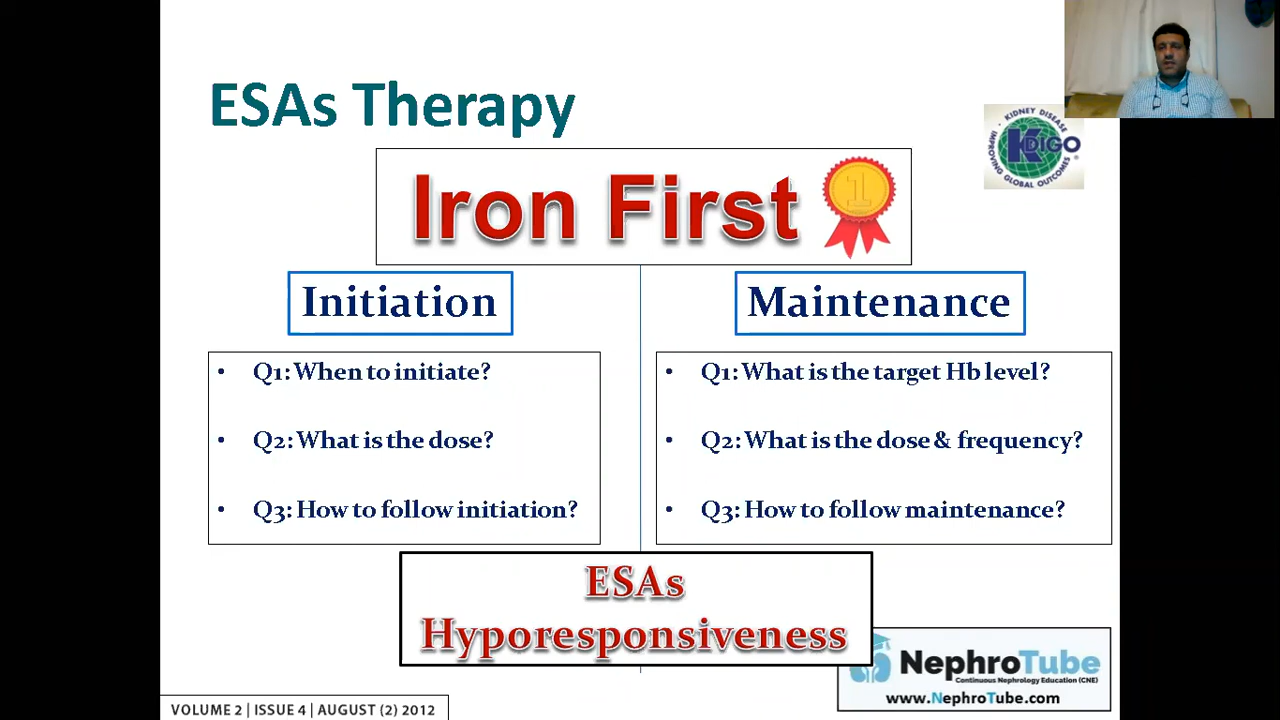 ESAs Therapy
KIDNEY DISEASE
KDIGO
IMPROVING GLOBAL OUTCOMES
®
Iron First
1
Initiation
• Q1: When to initiate?
• Q2: What is the dose?
• Q3: How to follow initiation?
Maintenance
• Q1: What is the target Hb level?
• Q2: What is the dose & frequency?
• Q3: How to follow maintenance?
ESAs
Hyporesponsiveness
NephroTube
Continuous Nephrology Education (CNE)
www.NephroTube.com
VOLUME 2 | ISSUE 4 | AUGUST (2) 2012